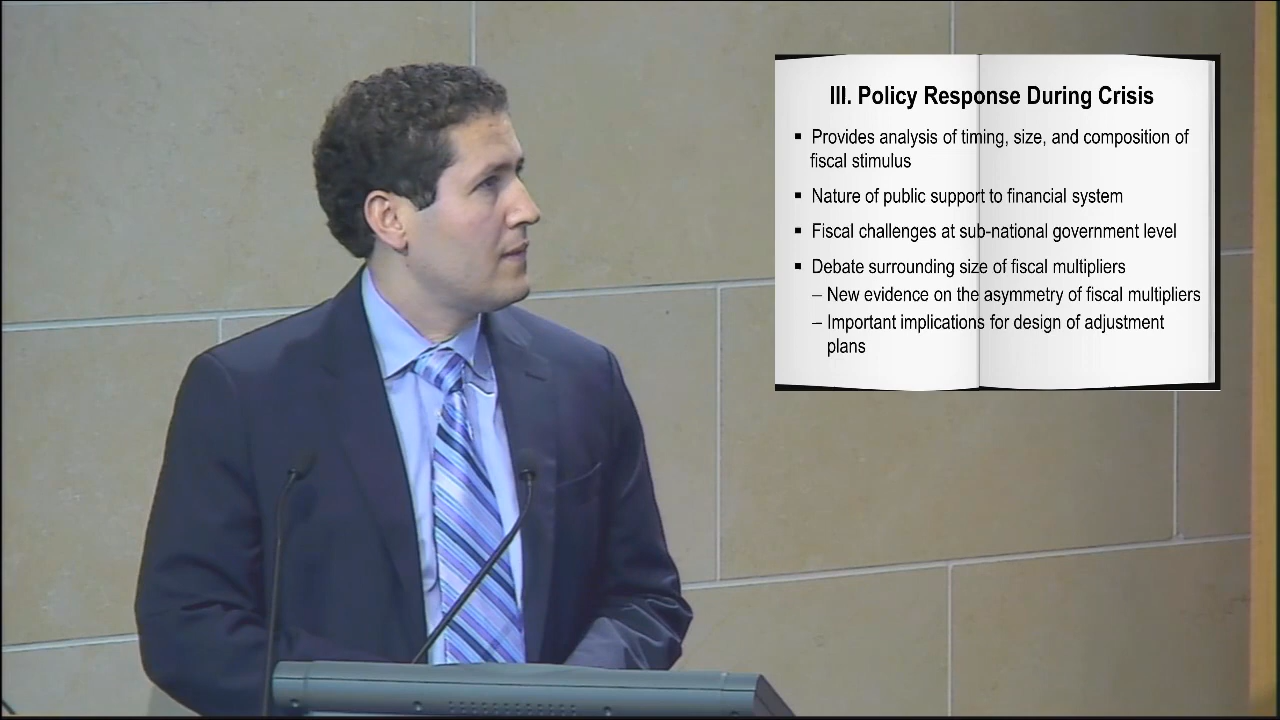 III. Policy Response During Crisis
▪ Provides analysis of timing, size, and composition of
fiscal stimulus
▪ Nature of public support to financial system
▪ Fiscal challenges at sub-national government level
▪ Debate surrounding size of fiscal multipliers
– New evidence on the asymmetry of fiscal multipliers
– Important implications for design of adjustment
plans